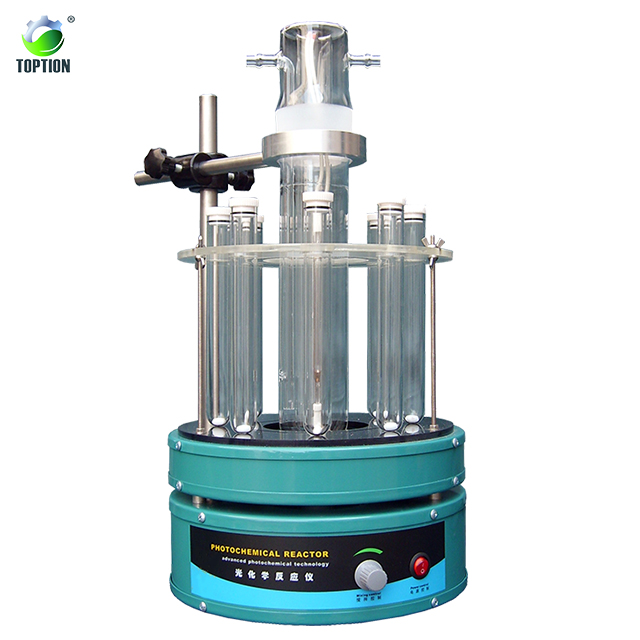 ®
TOPTION
PHOTOCHEMICAL REACTOR
advanced photochemical technology
光化学反应仪